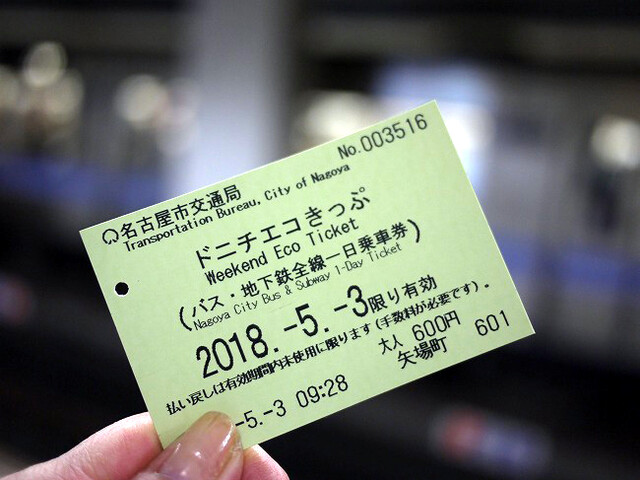 No.003516
名古屋市交通局
Transportation Bureau, City of Nagoya
ドニチエコきっぷ
Weekend Eco Ticket
(バス・地下鉄全線一日乗車券)
Nagoya City Bus & Subway 1-Day Ticket
2018.-5.-3限り有効
払い戻しは有効期間内未使用に限ります(手数料が必要です).
大人 600円
-5.-3 09:28 矢場町 601